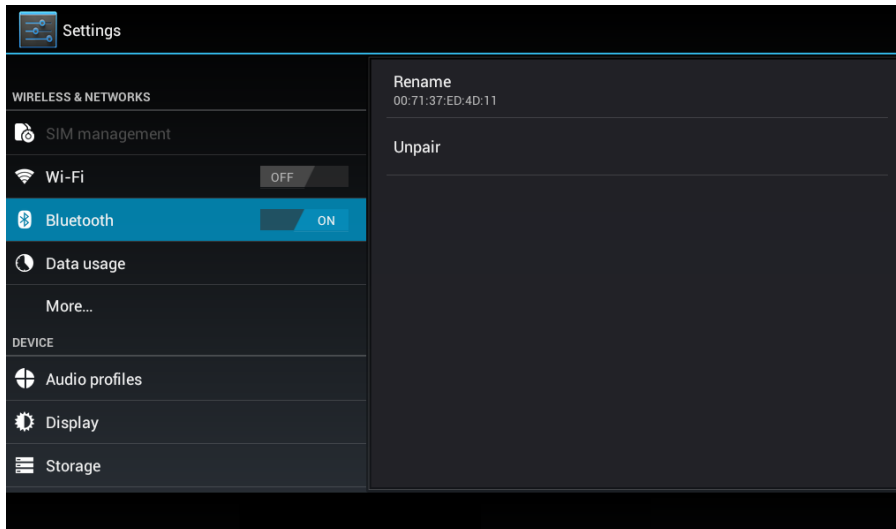 Settings
WIRELESS & NETWORKS
SIM management
Wi-Fi OFF
Bluetooth ON
Data usage
More...
DEVICE
Audio profiles
Display
Storage
Rename
00:71:37:ED:4D:11
Unpair